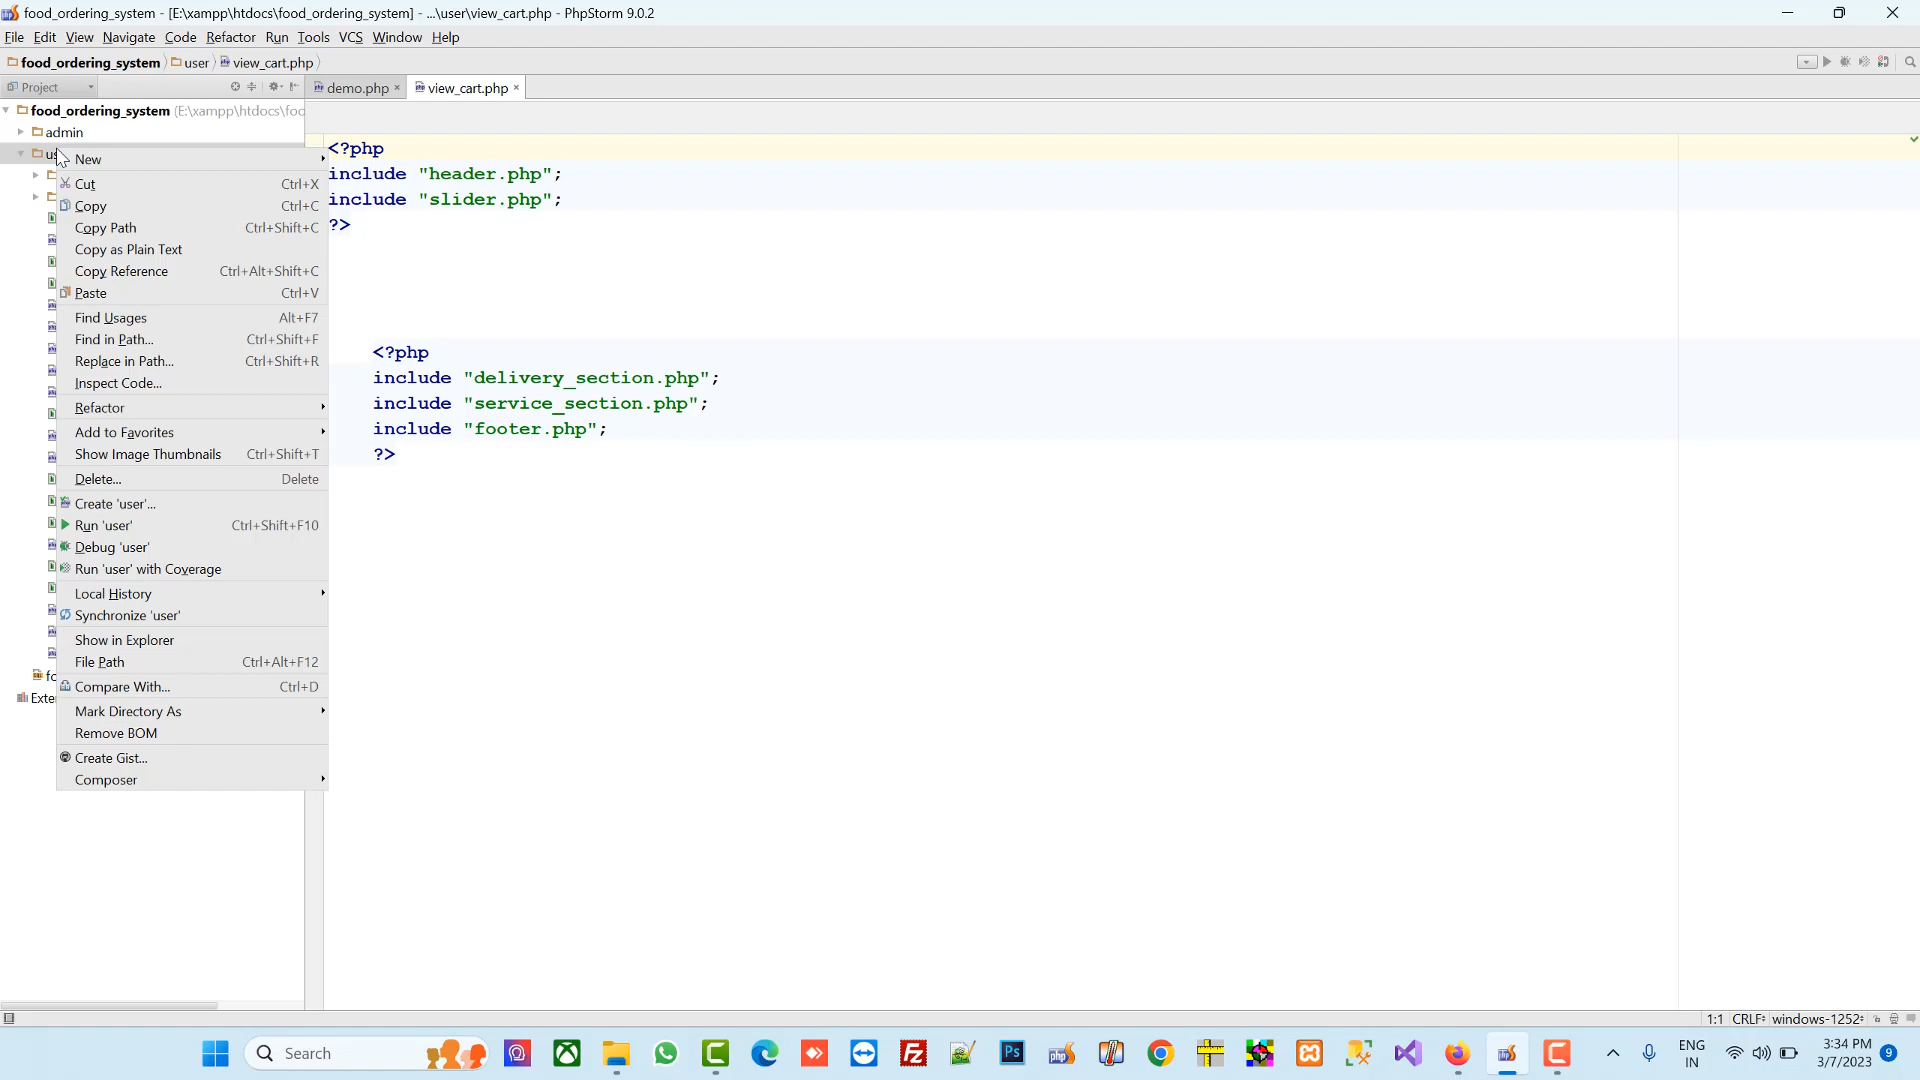 food_ordering_system - [E:\xampp\htdocs\food_ordering_system] - ...\user\view_cart.php - PhpStorm 9.0.2
File Edit View Navigate Code Refactor Run Tools VCS Window Help
food_ordering_system user view_cart.php
Project
demo.php view_cart.php
food_ordering_system (E:\xampp\htdocs\foo
admin
us
New
Cut Ctrl+X
Copy Ctrl+C
Copy Path Ctrl+Shift+C
Copy as Plain Text
Copy Reference Ctrl+Alt+Shift+C
Paste Ctrl+V
Find Usages Alt+F7
Find in Path... Ctrl+Shift+F
Replace in Path... Ctrl+Shift+R
Inspect Code...
Refactor
Add to Favorites
Show Image Thumbnails Ctrl+Shift+T
Delete... Delete
Create 'user'...
Run 'user' Ctrl+Shift+F10
Debug 'user'
Run 'user' with Coverage
Local History
Synchronize 'user'
Show in Explorer
File Path Ctrl+Alt+F12
Compare With... Ctrl+D
Mark Directory As
Remove BOM
Create Gist...
Composer
fo
Exte
<?php
include "header.php";
include "slider.php";
?>
<?php
include "delivery_section.php";
include "service_section.php";
include "footer.php";
?>
1:1 CRLF windows-1252
Search
Ps
php
ENG
IN
3:34 PM
3/7/2023
9